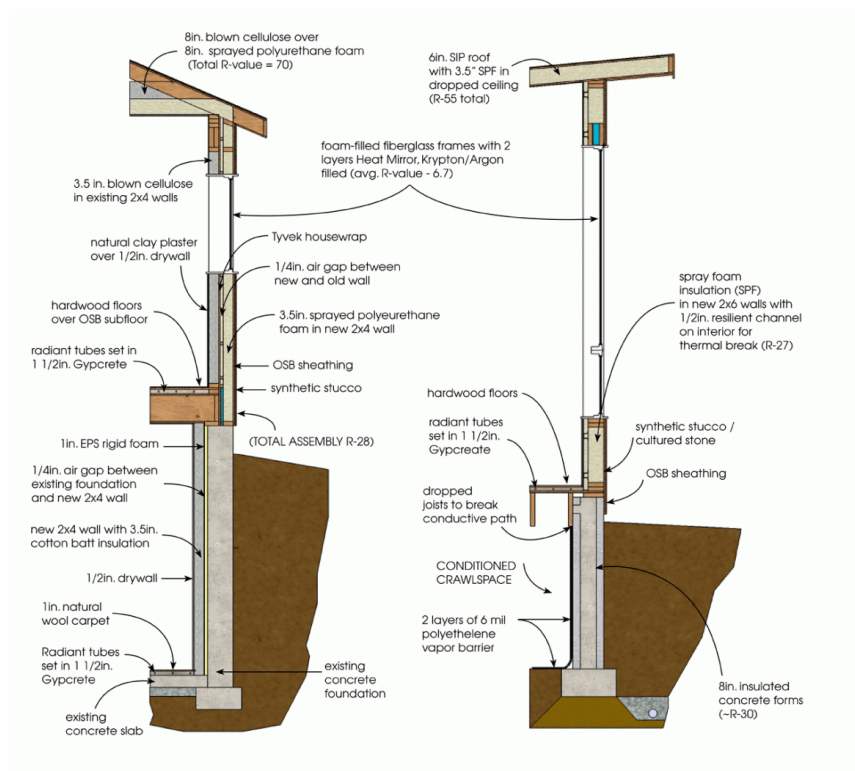 8in. blown cellulose over
8in. sprayed polyurethane foam
(Total R-value = 70)
6in. SIP roof
with 3.5" SPF in
dropped ceiling
(R-55 total)
foam-filled fiberglass frames with 2
layers Heat Mirror, Krypton/Argon
filled (avg. R-value - 6.7)
3.5 in. blown cellulose
in existing 2x4 walls
natural clay plaster
over 1/2in. drywall
Tyvek housewrap
1/4in. air gap between
new and old wall
hardwood floors
over OSB subfloor
3.5in. sprayed polyeurethane
foam in new 2x4 wall
radiant tubes set in
1 1/2in. Gypcrete
OSB sheathing
synthetic stucco
(TOTAL ASSEMBLY R-28)
1in. EPS rigid foam
1/4in. air gap between
existing foundation
and new 2x4 wall
new 2x4 wall with 3.5in.
cotton batt insulation
1/2in. drywall
1in. natural
wool carpet
Radiant tubes
set in 1 1/2in.
Gypcrete
existing
concrete slab
existing
concrete
foundation
spray foam
insulation (SPF)
in new 2x6 walls with
1/2in. resilient channel
on interior for
thermal break (R-27)
hardwood floors
radiant tubes
set in 1 1/2in.
Gypcreate
synthetic stucco /
cultured stone
OSB sheathing
dropped
joists to break
conductive path
CONDITIONED
CRAWLSPACE
2 layers of 6 mil
polyethelene
vapor barrier
8in. insulated
concrete forms
(~R-30)